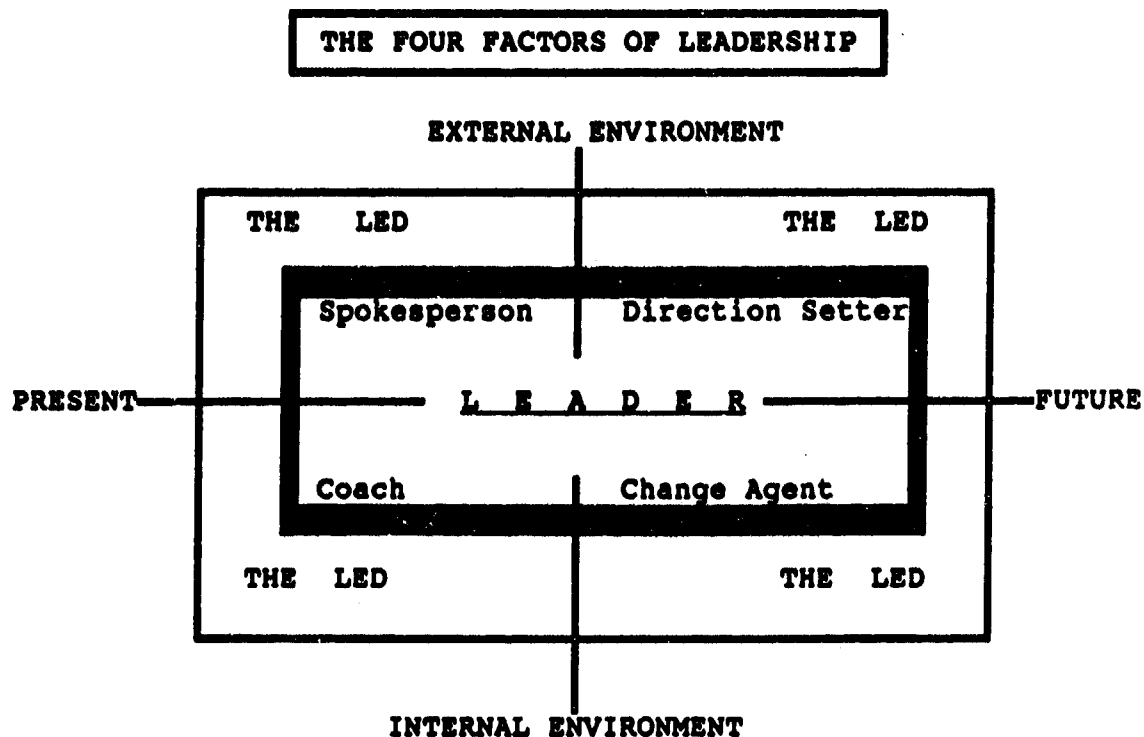 THE FOUR FACTORS OF LEADERSHIP
EXTERNAL ENVIRONMENT
THE LED THE LED
Spokesperson Direction Setter
PRESENT L E A D E R FUTURE
Coach Change Agent
THE LED THE LED
INTERNAL ENVIRONMENT